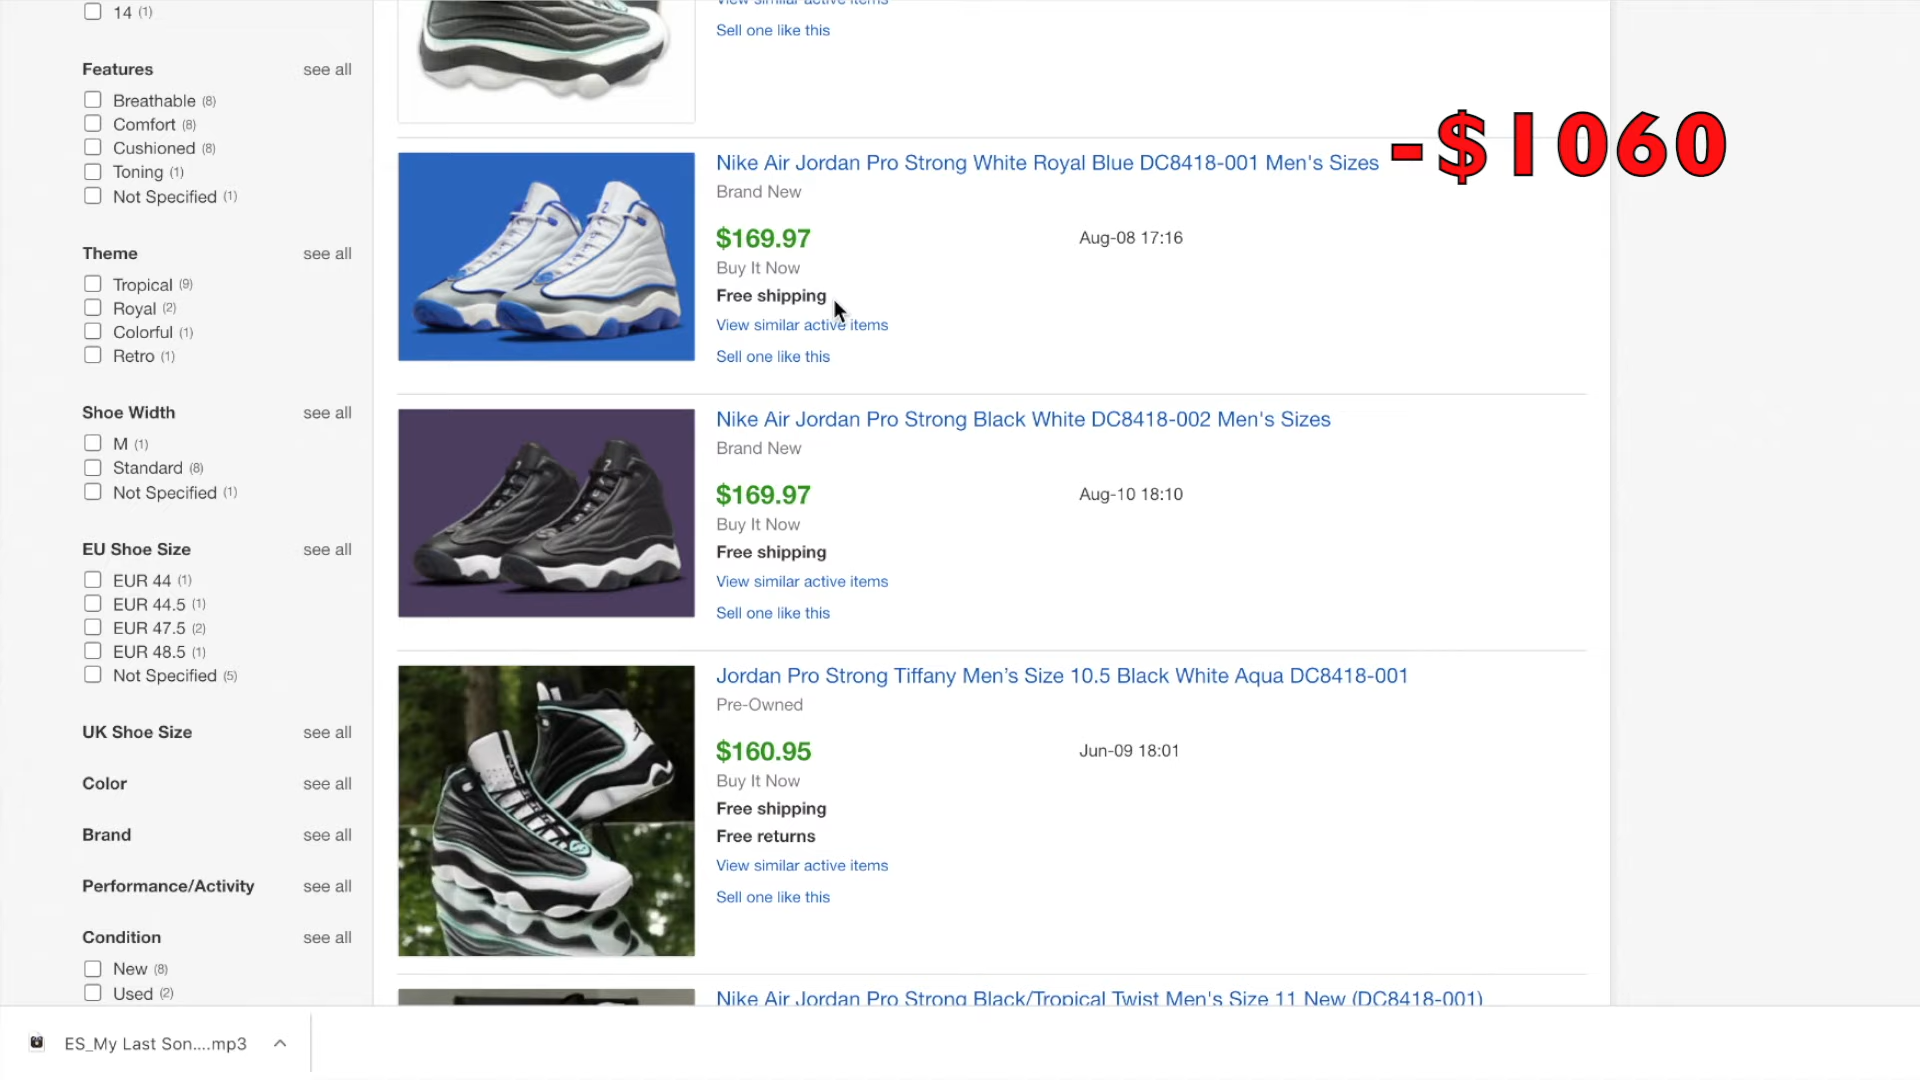 14 (1)
Features see all
Breathable (8)
Comfort (8)
Cushioned (8)
Toning (1)
Not Specified (1)
Theme see all
Tropical (9)
Royal (2)
Colorful (1)
Retro (1)
Shoe Width see all
M (1)
Standard (8)
Not Specified (1)
EU Shoe Size see all
EUR 44 (1)
EUR 44.5 (1)
EUR 47.5 (2)
EUR 48.5 (1)
Not Specified (5)
UK Shoe Size see all
Color see all
Brand see all
Performance/Activity see all
Condition see all
New (8)
Used (2)
View similar active items
Sell one like this
-$1060
Nike Air Jordan Pro Strong White Royal Blue DC8418-001 Men's Sizes
Brand New
$169.97 Aug-08 17:16
Buy It Now
Free shipping
View similar active items
Sell one like this
Nike Air Jordan Pro Strong Black White DC8418-002 Men's Sizes
Brand New
$169.97 Aug-10 18:10
Buy It Now
Free shipping
View similar active items
Sell one like this
Jordan Pro Strong Tiffany Men’s Size 10.5 Black White Aqua DC8418-001
Pre-Owned
$160.95 Jun-09 18:01
Buy It Now
Free shipping
Free returns
View similar active items
Sell one like this
Nike Air Jordan Pro Strong Black/Tropical Twist Men's Size 11 New (DC8418-001)
ES_My Last Son....mp3